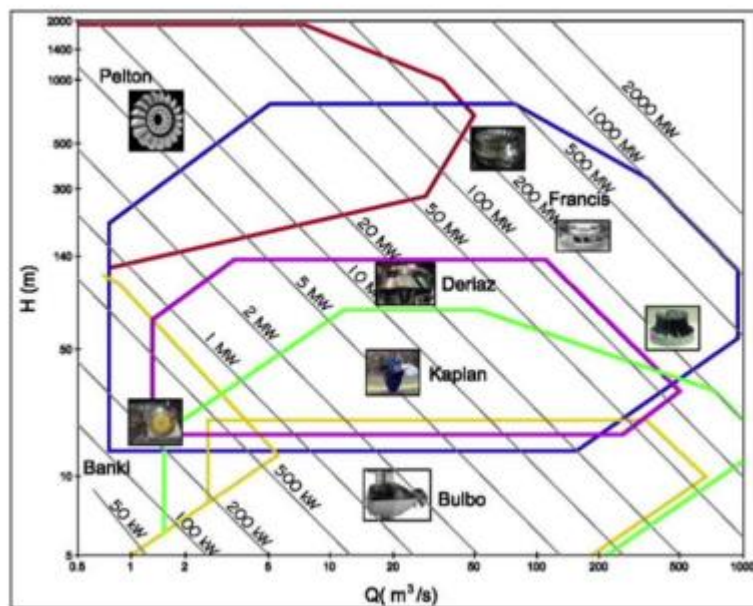 2000
1000
500
300
140
50
10
5
H (m)
Pelton
2000 MW
1000 MW
500 MW
200 MW
100 MW
50 MW
20 MW
10 M
5 MW
2 MW
1 MW
500 kW
200 kW
100 kW
50 kW
Francis
Deriaz
Kaplan
Banki
Bulbo
0.5 1 2 5 10 20 50 100 200 500 1000
Q( m³/s)